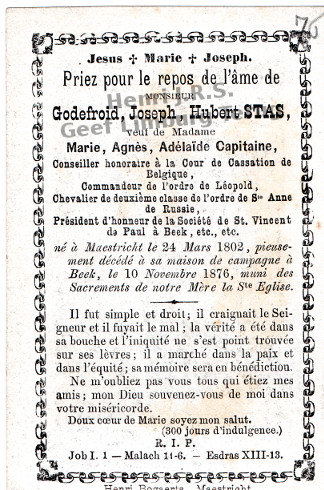 75
Jesus ✝ Marie ✝ Joseph.
Priez pour le repos de l'âme de
MONSIEUR
Henri J.R.S.
Godefroid, Joseph, Hubert STAS,
Geef Limburg
veuf de Madame
Marie, Agnès, Adélaïde Capitaine,
Conseiller honoraire à la Cour de Cassation de
Belgique,
Commandeur de l'ordre de Léopold,
Chevalier de deuxième classe de l'ordre de Ste Anne
de Russie,
Président d'honneur de la Société de St. Vincent
de Paul à Beek, etc., etc.
né à Maestricht le 24 Mars 1802, pieuse-
ment décédé à sa maison de campagne à
Beek, le 10 Novembre 1876, muni des
Sacrements de notre Mère la Ste Eglise.
Il fut simple et droit; il craignait le Sei-
gneur et il fuyait le mal; la vérité a été dans
sa bouche et l'iniquité ne s'est point trouvée
sur ses lèvres; il a marché dans la paix et
dans l'équité; sa mémoire sera en bénédiction.
Ne m'oubliez pas vous tous qui étiez mes
amis; mon Dieu souvenez-vous de moi dans
votre miséricorde.
Doux cœur de Marie soyez mon salut.
(300 jours d'indulgence.)
R. I. P.
Job I. 1 — Malach 11-6. — Esdras XIII-13.
Henri Bogaerts, Maestricht